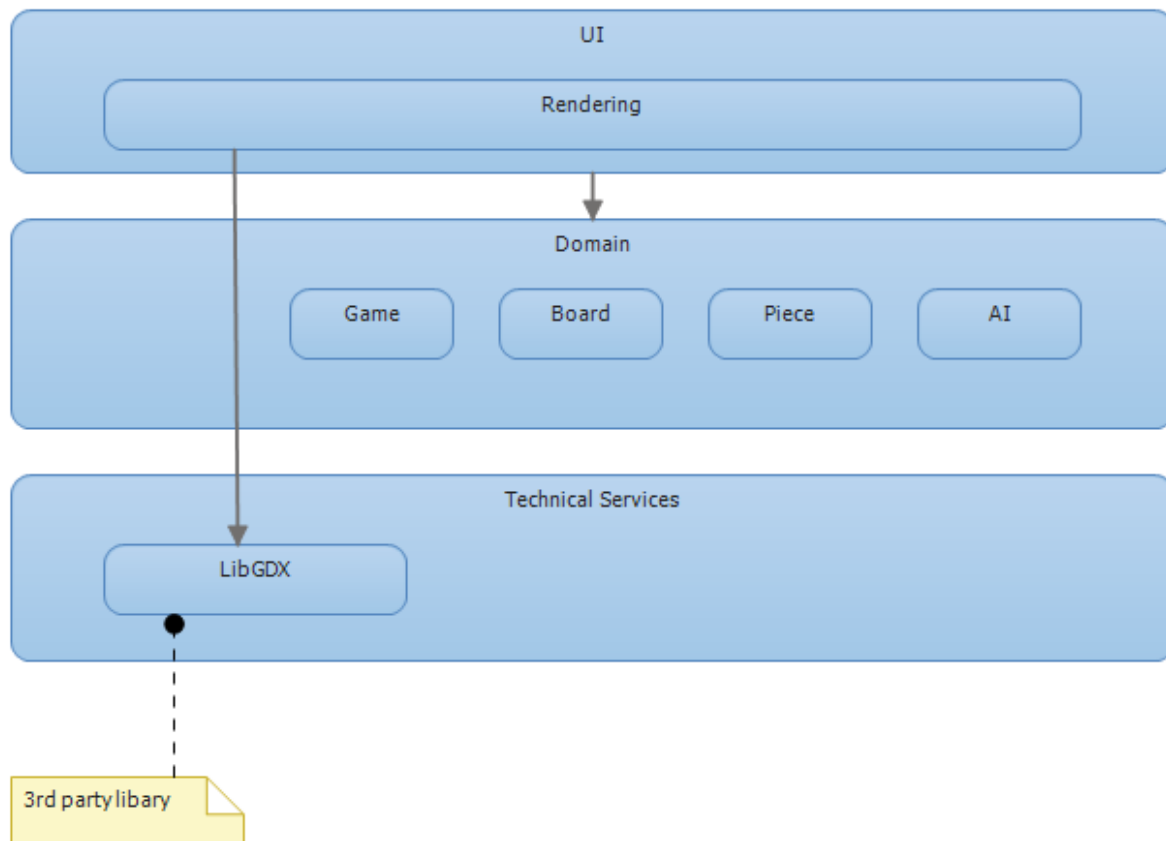 UI
Rendering
Domain
Game Board Piece AI
Technical Services
LibGDX
3rd party libary